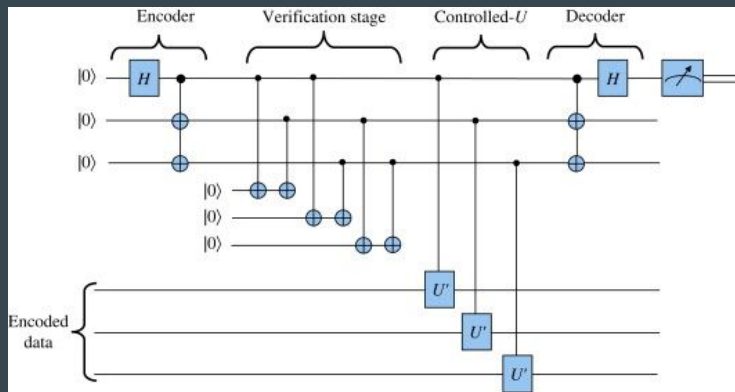 Encoder Verification stage Controlled-U Decoder
|0⟩ H H
|0⟩
|0⟩
|0⟩
|0⟩
|0⟩
U'
Encoded
data
U'
U'